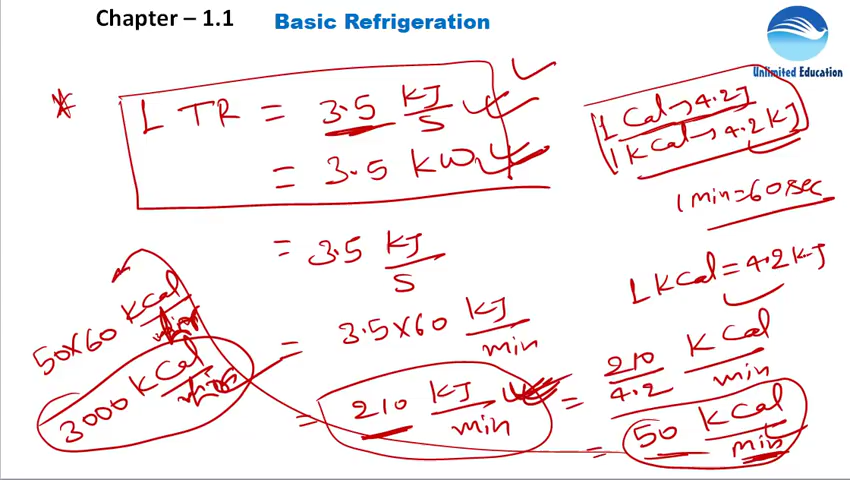 Chapter – 1.1
Basic Refrigeration
Unlimited Education
1 TR = 3.5 KJ/S
= 3.5 KW
1 Cal → 4.2 J
1 KCal → 4.2 KJ
1 min = 60 sec
= 3.5 KJ/S
1 KCal = 4.2 KJ
= 3.5 × 60 KJ/min
= 210 KJ/min
= 210/4.2 KCal/min
= 50 KCal/min
50 × 60 KCal/
3000 KCal/